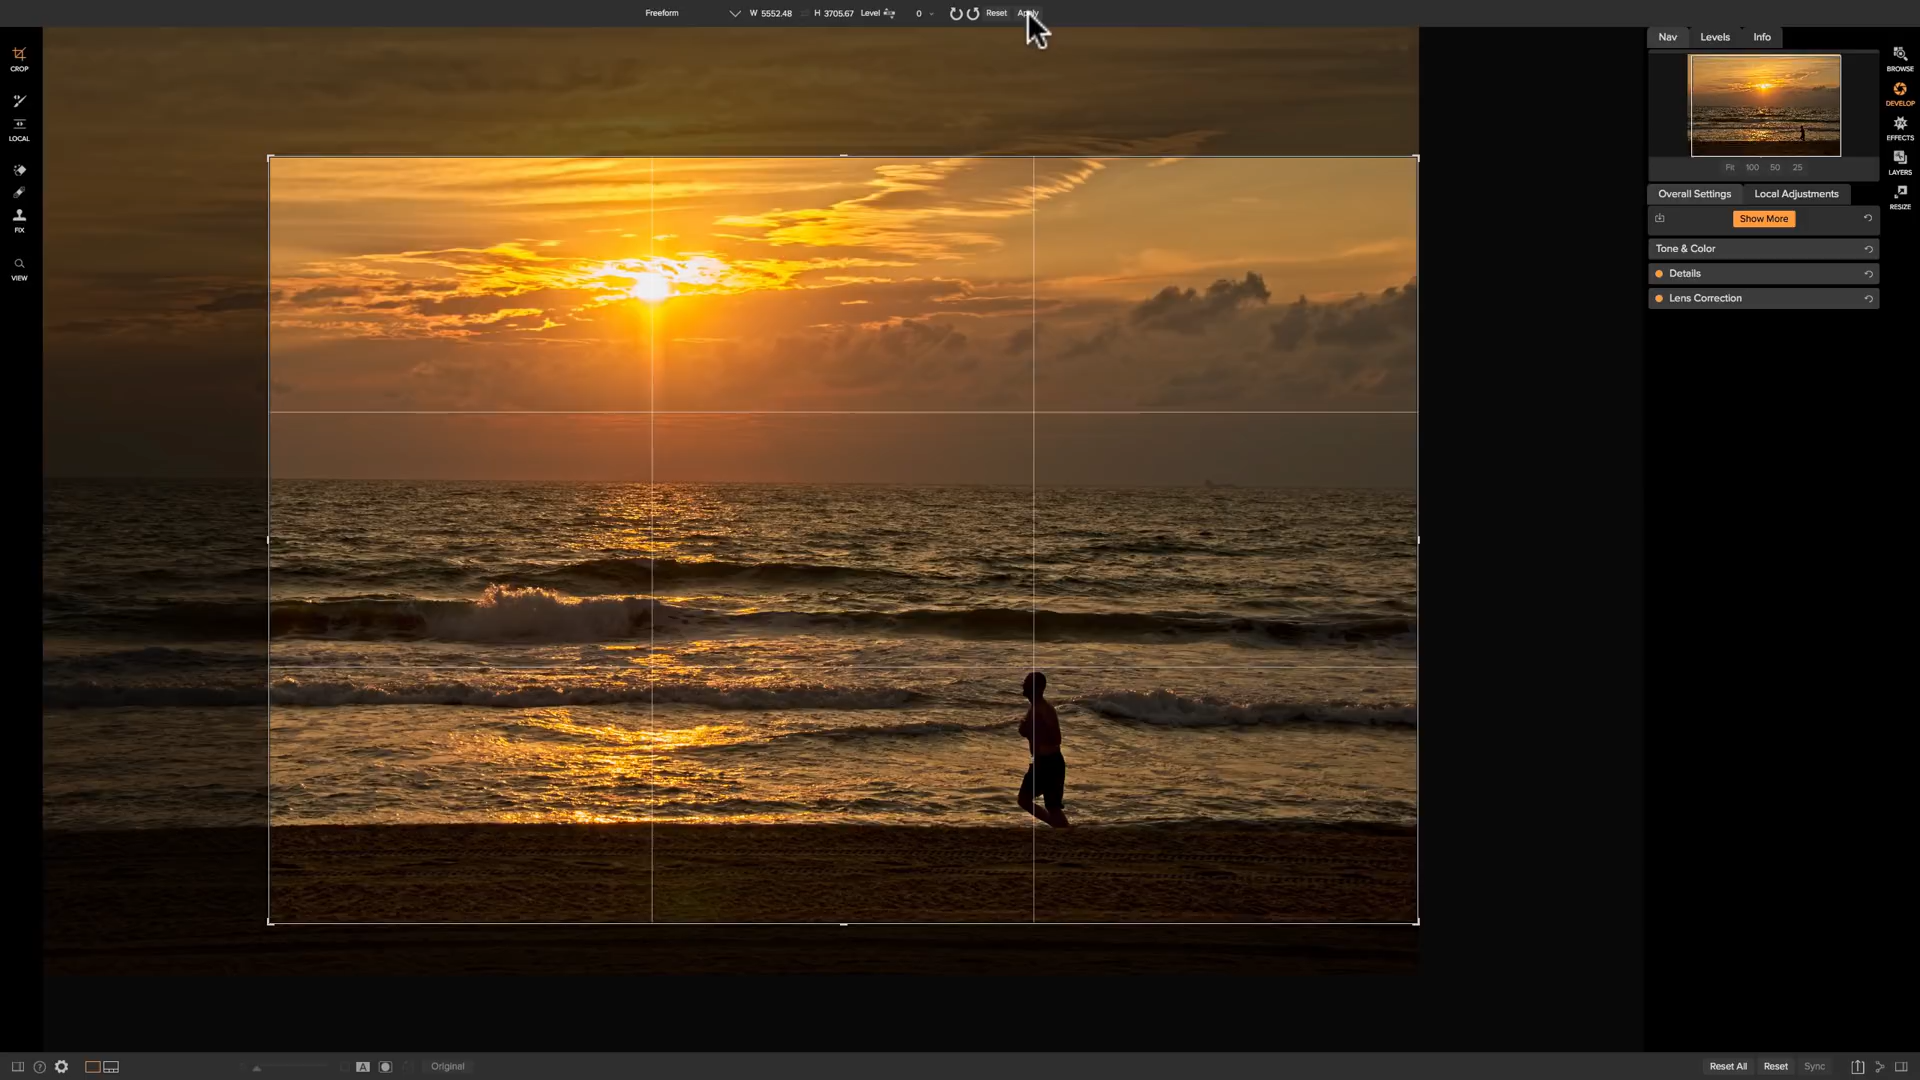 Freeform W 5552.48 H 3705.67 Level 0 Reset Apply
CROP
LOCAL
FIX
VIEW
Nav Levels Info
Fit 100 50 25
Overall Settings Local Adjustments
Show More
Tone & Color
Details
Lens Correction
BROWSE
DEVELOP
EFFECTS
LAYERS
RESIZE
? A Original Reset All Reset Sync